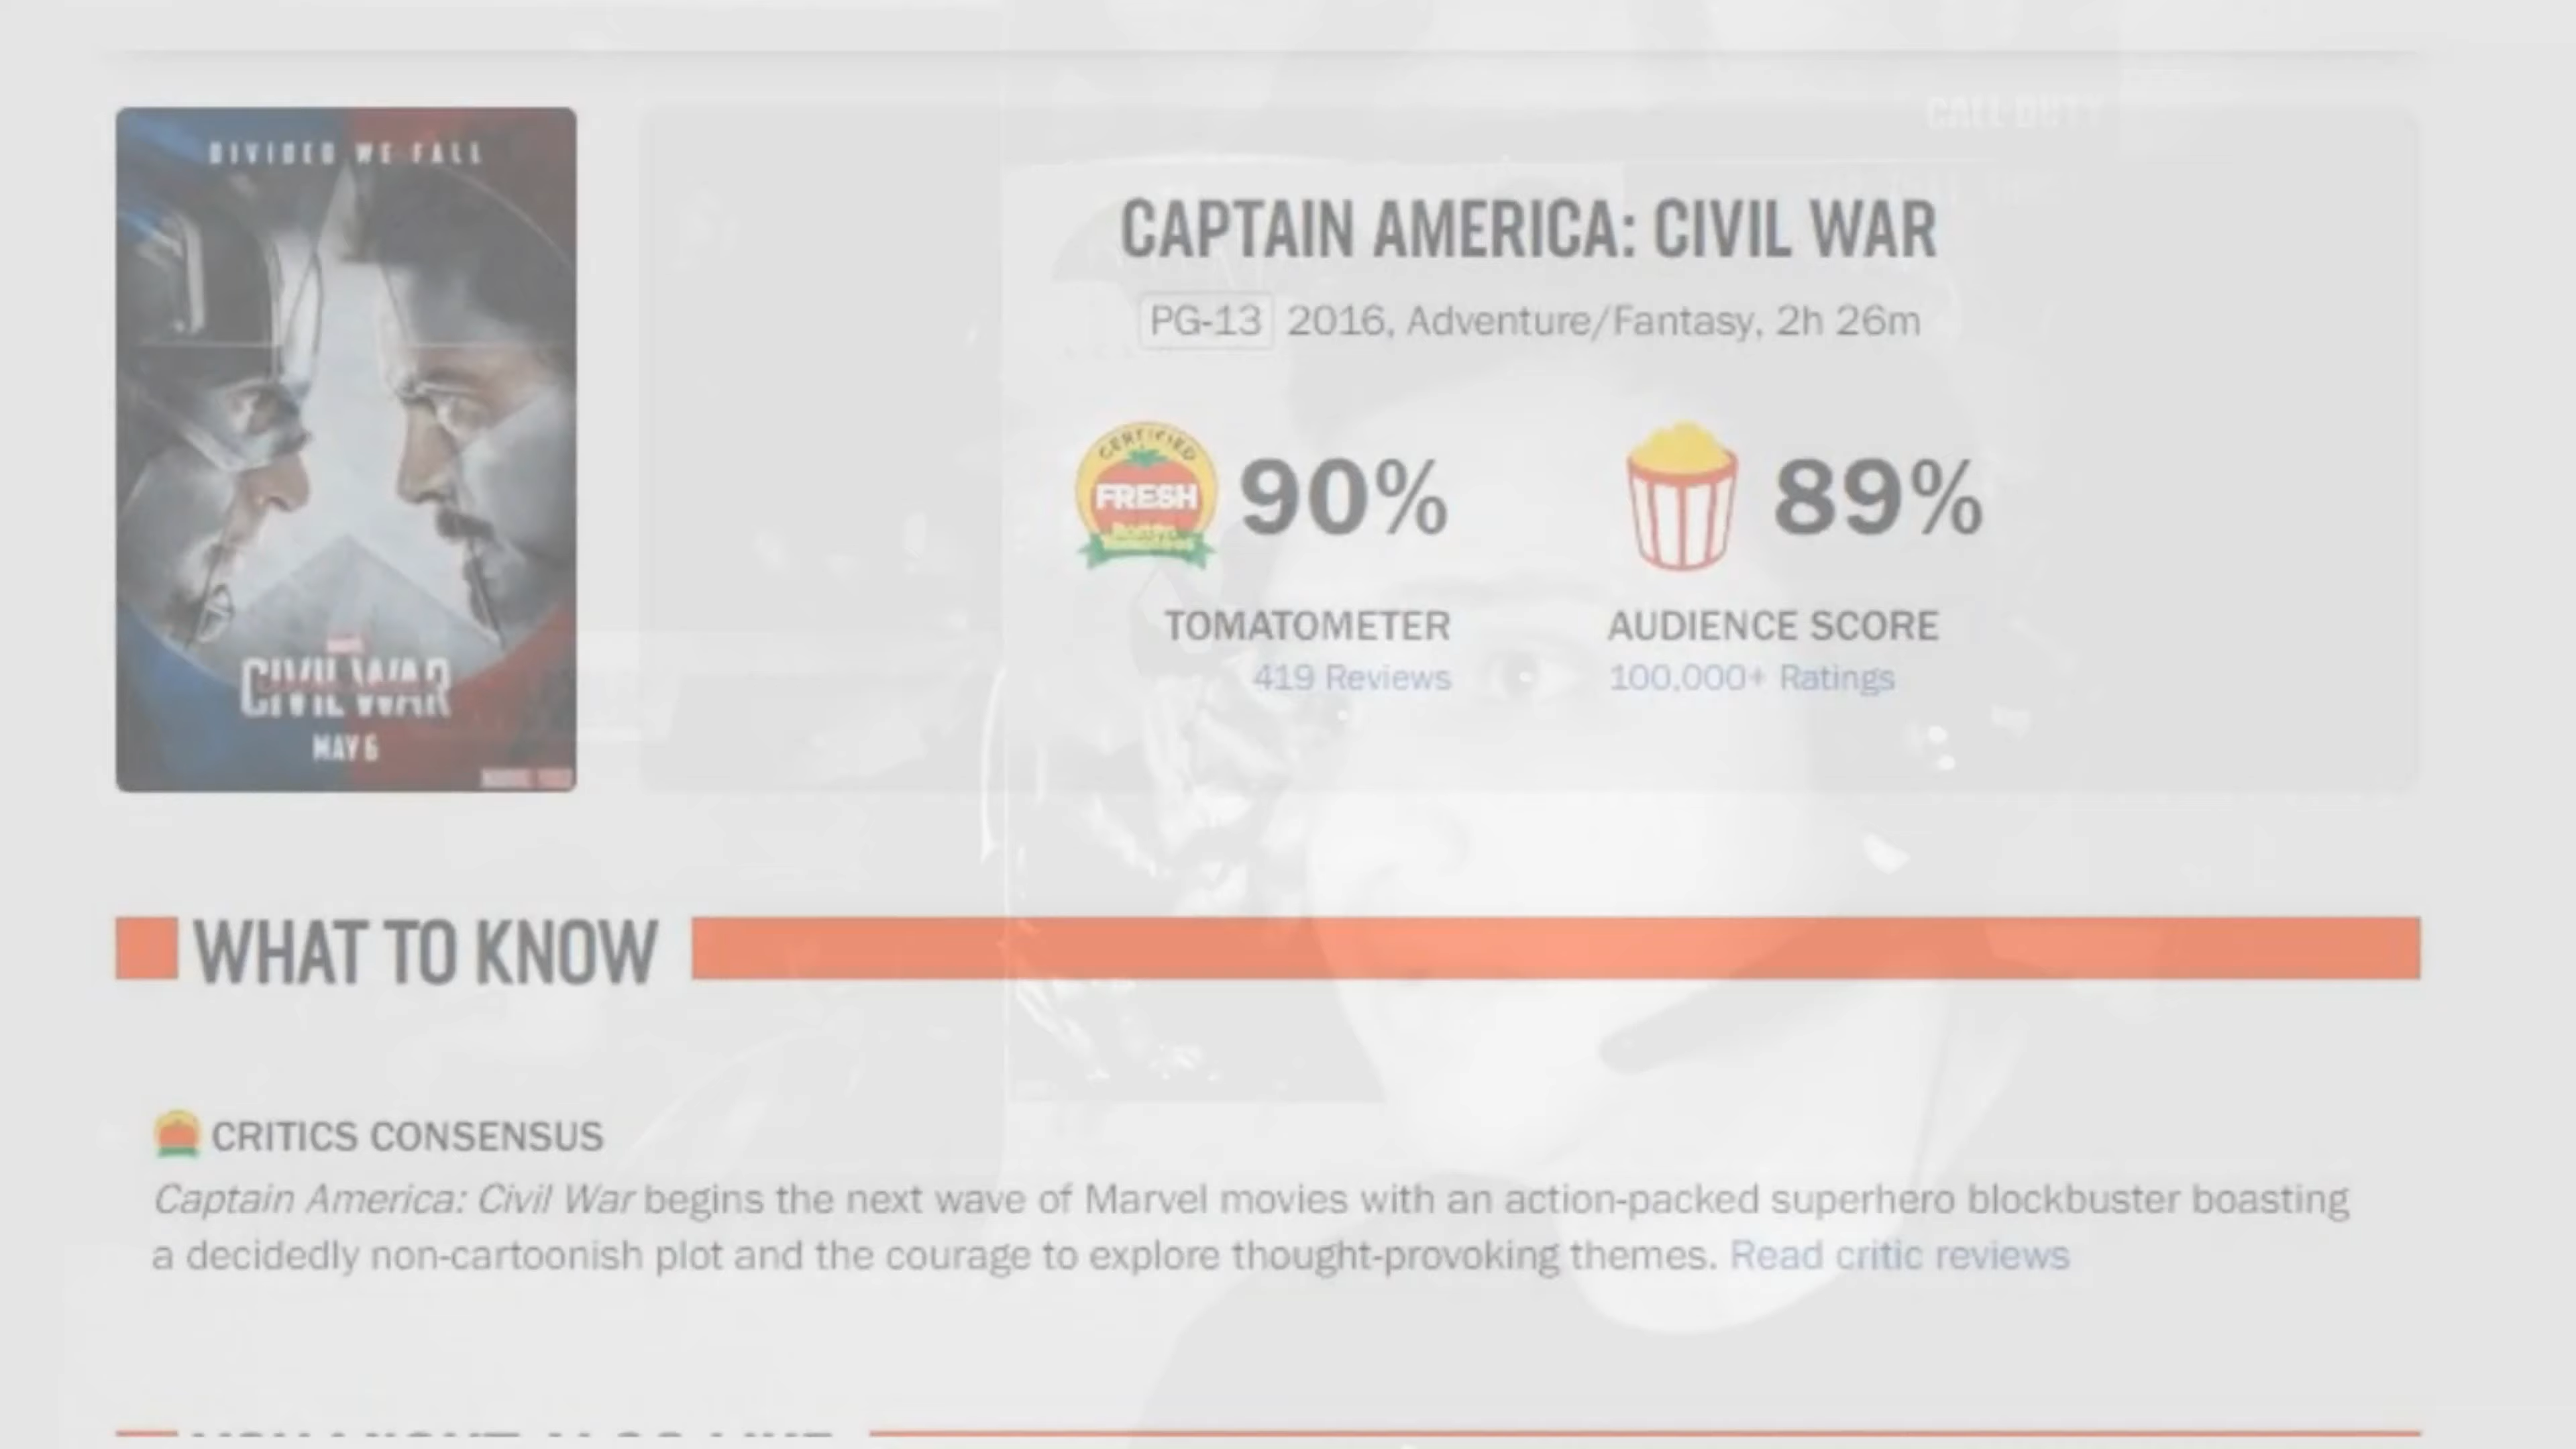 CALL DUTY
DIVIDED WE FALL
CAPTAIN AMERICA: CIVIL WAR
PG-13 2016, Adventure/Fantasy, 2h 26m
CERTIFIED
FRESH
90%
89%
TOMATOMETER
AUDIENCE SCORE
419 Reviews
100,000+ Ratings
CIVIL WAR
MAY 6
WHAT TO KNOW
CRITICS CONSENSUS
Captain America: Civil War begins the next wave of Marvel movies with an action-packed superhero blockbuster boasting
a decidedly non-cartoonish plot and the courage to explore thought-provoking themes. Read critic reviews